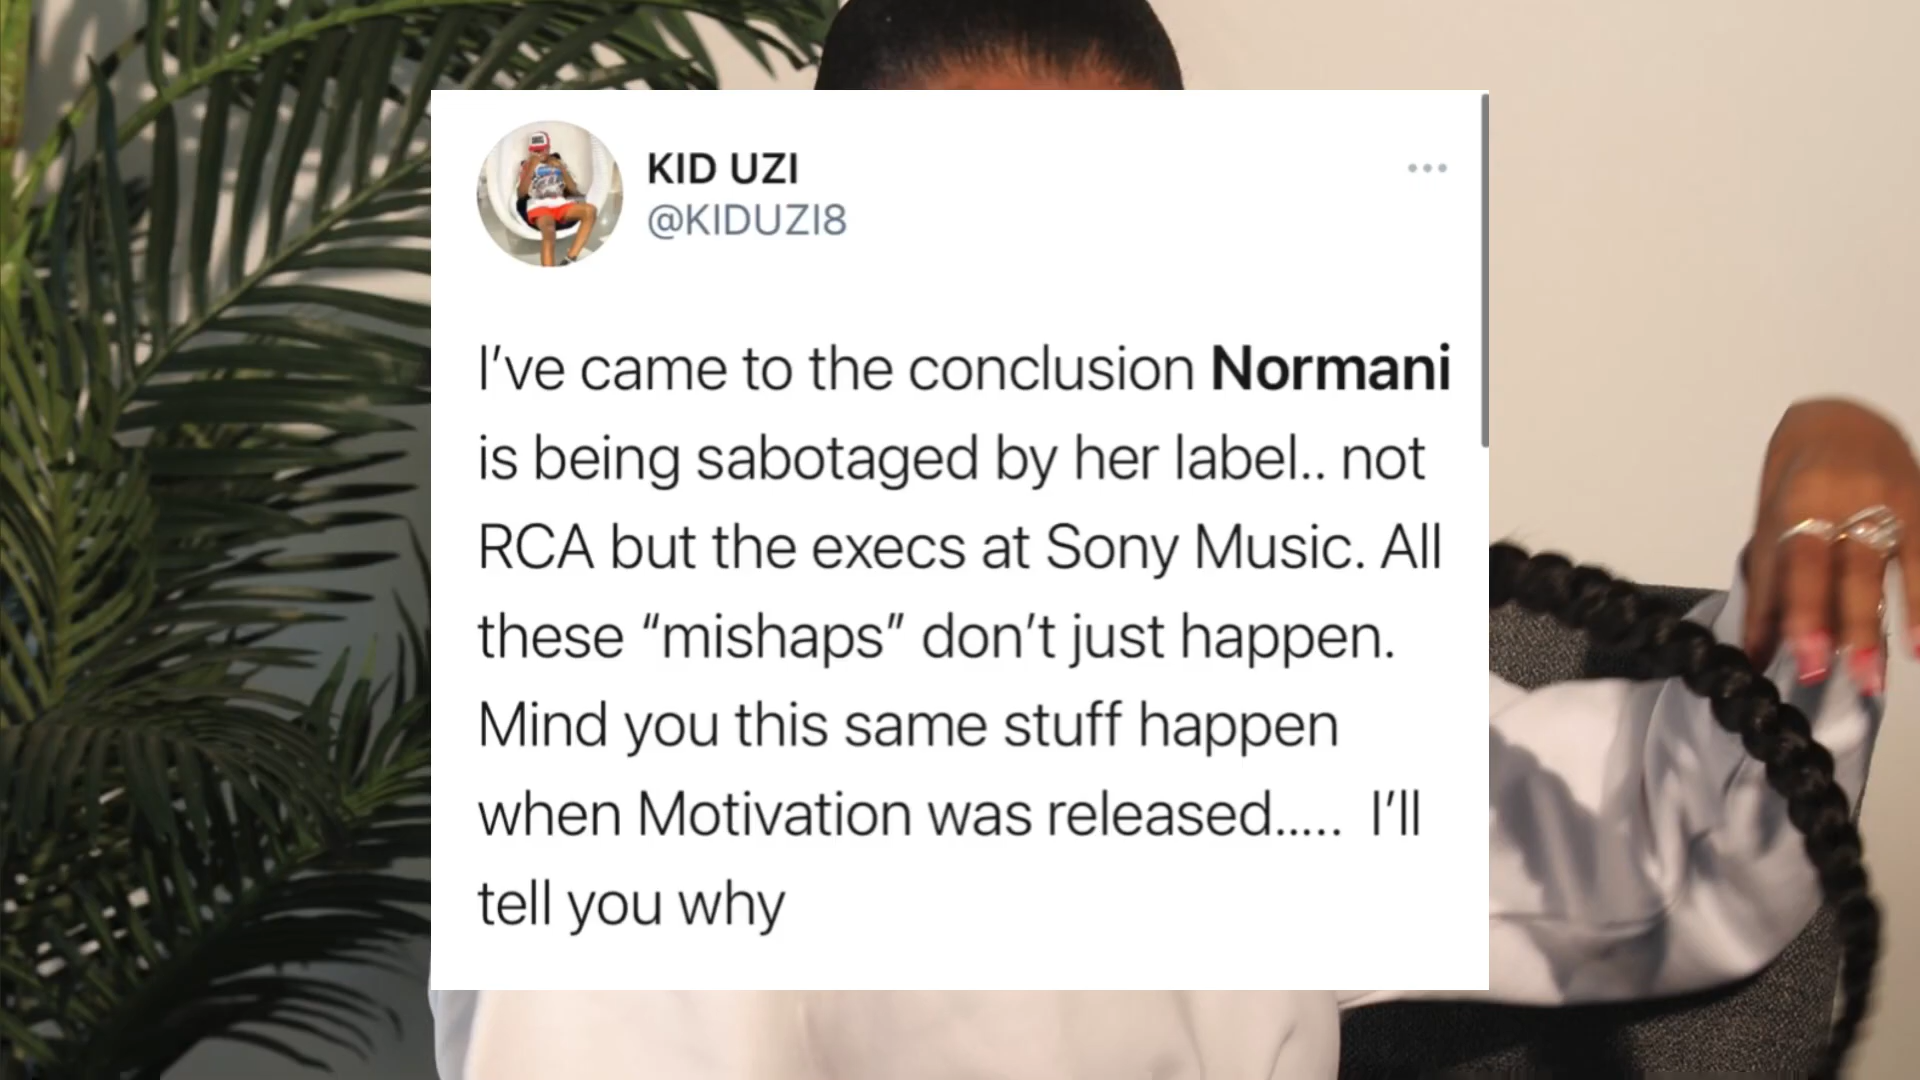 KID UZI
@KIDUZI8
I’ve came to the conclusion Normani
is being sabotaged by her label.. not
RCA but the execs at Sony Music. All
these “mishaps” don’t just happen.
Mind you this same stuff happen
when Motivation was released..... I’ll
tell you why